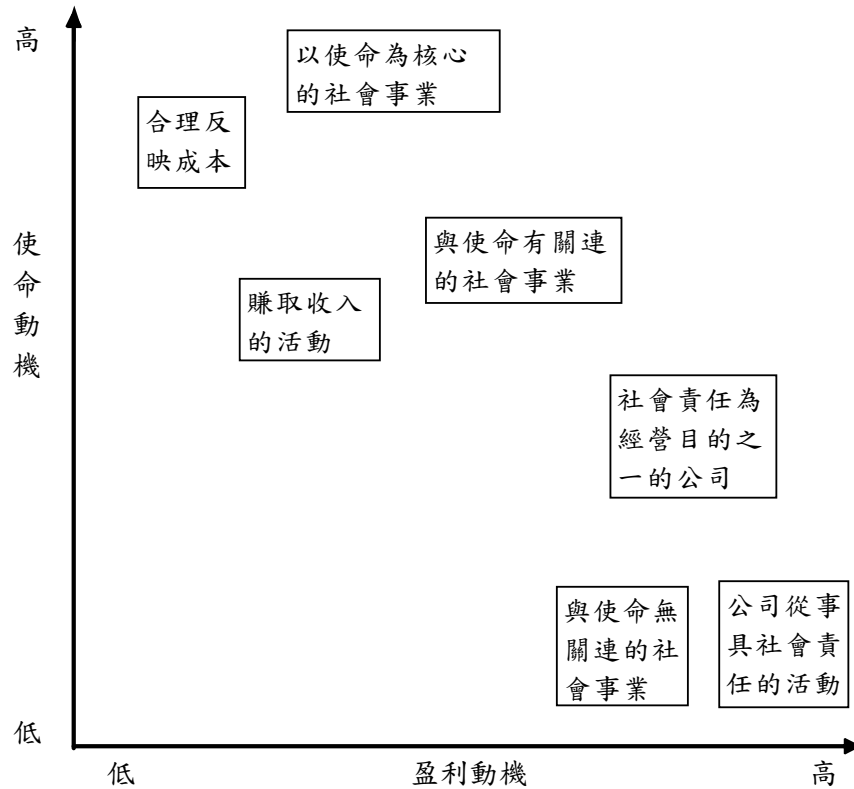 高
以使命為核心
的社會事業
合理反
映成本
使
命
動
機
與使命有關連
的社會事業
賺取收入
的活動
社會責任為
經營目的之
一的公司
與使命無
關連的社
會事業
公司從事
具社會責
任的活動
低
低
盈利動機
高